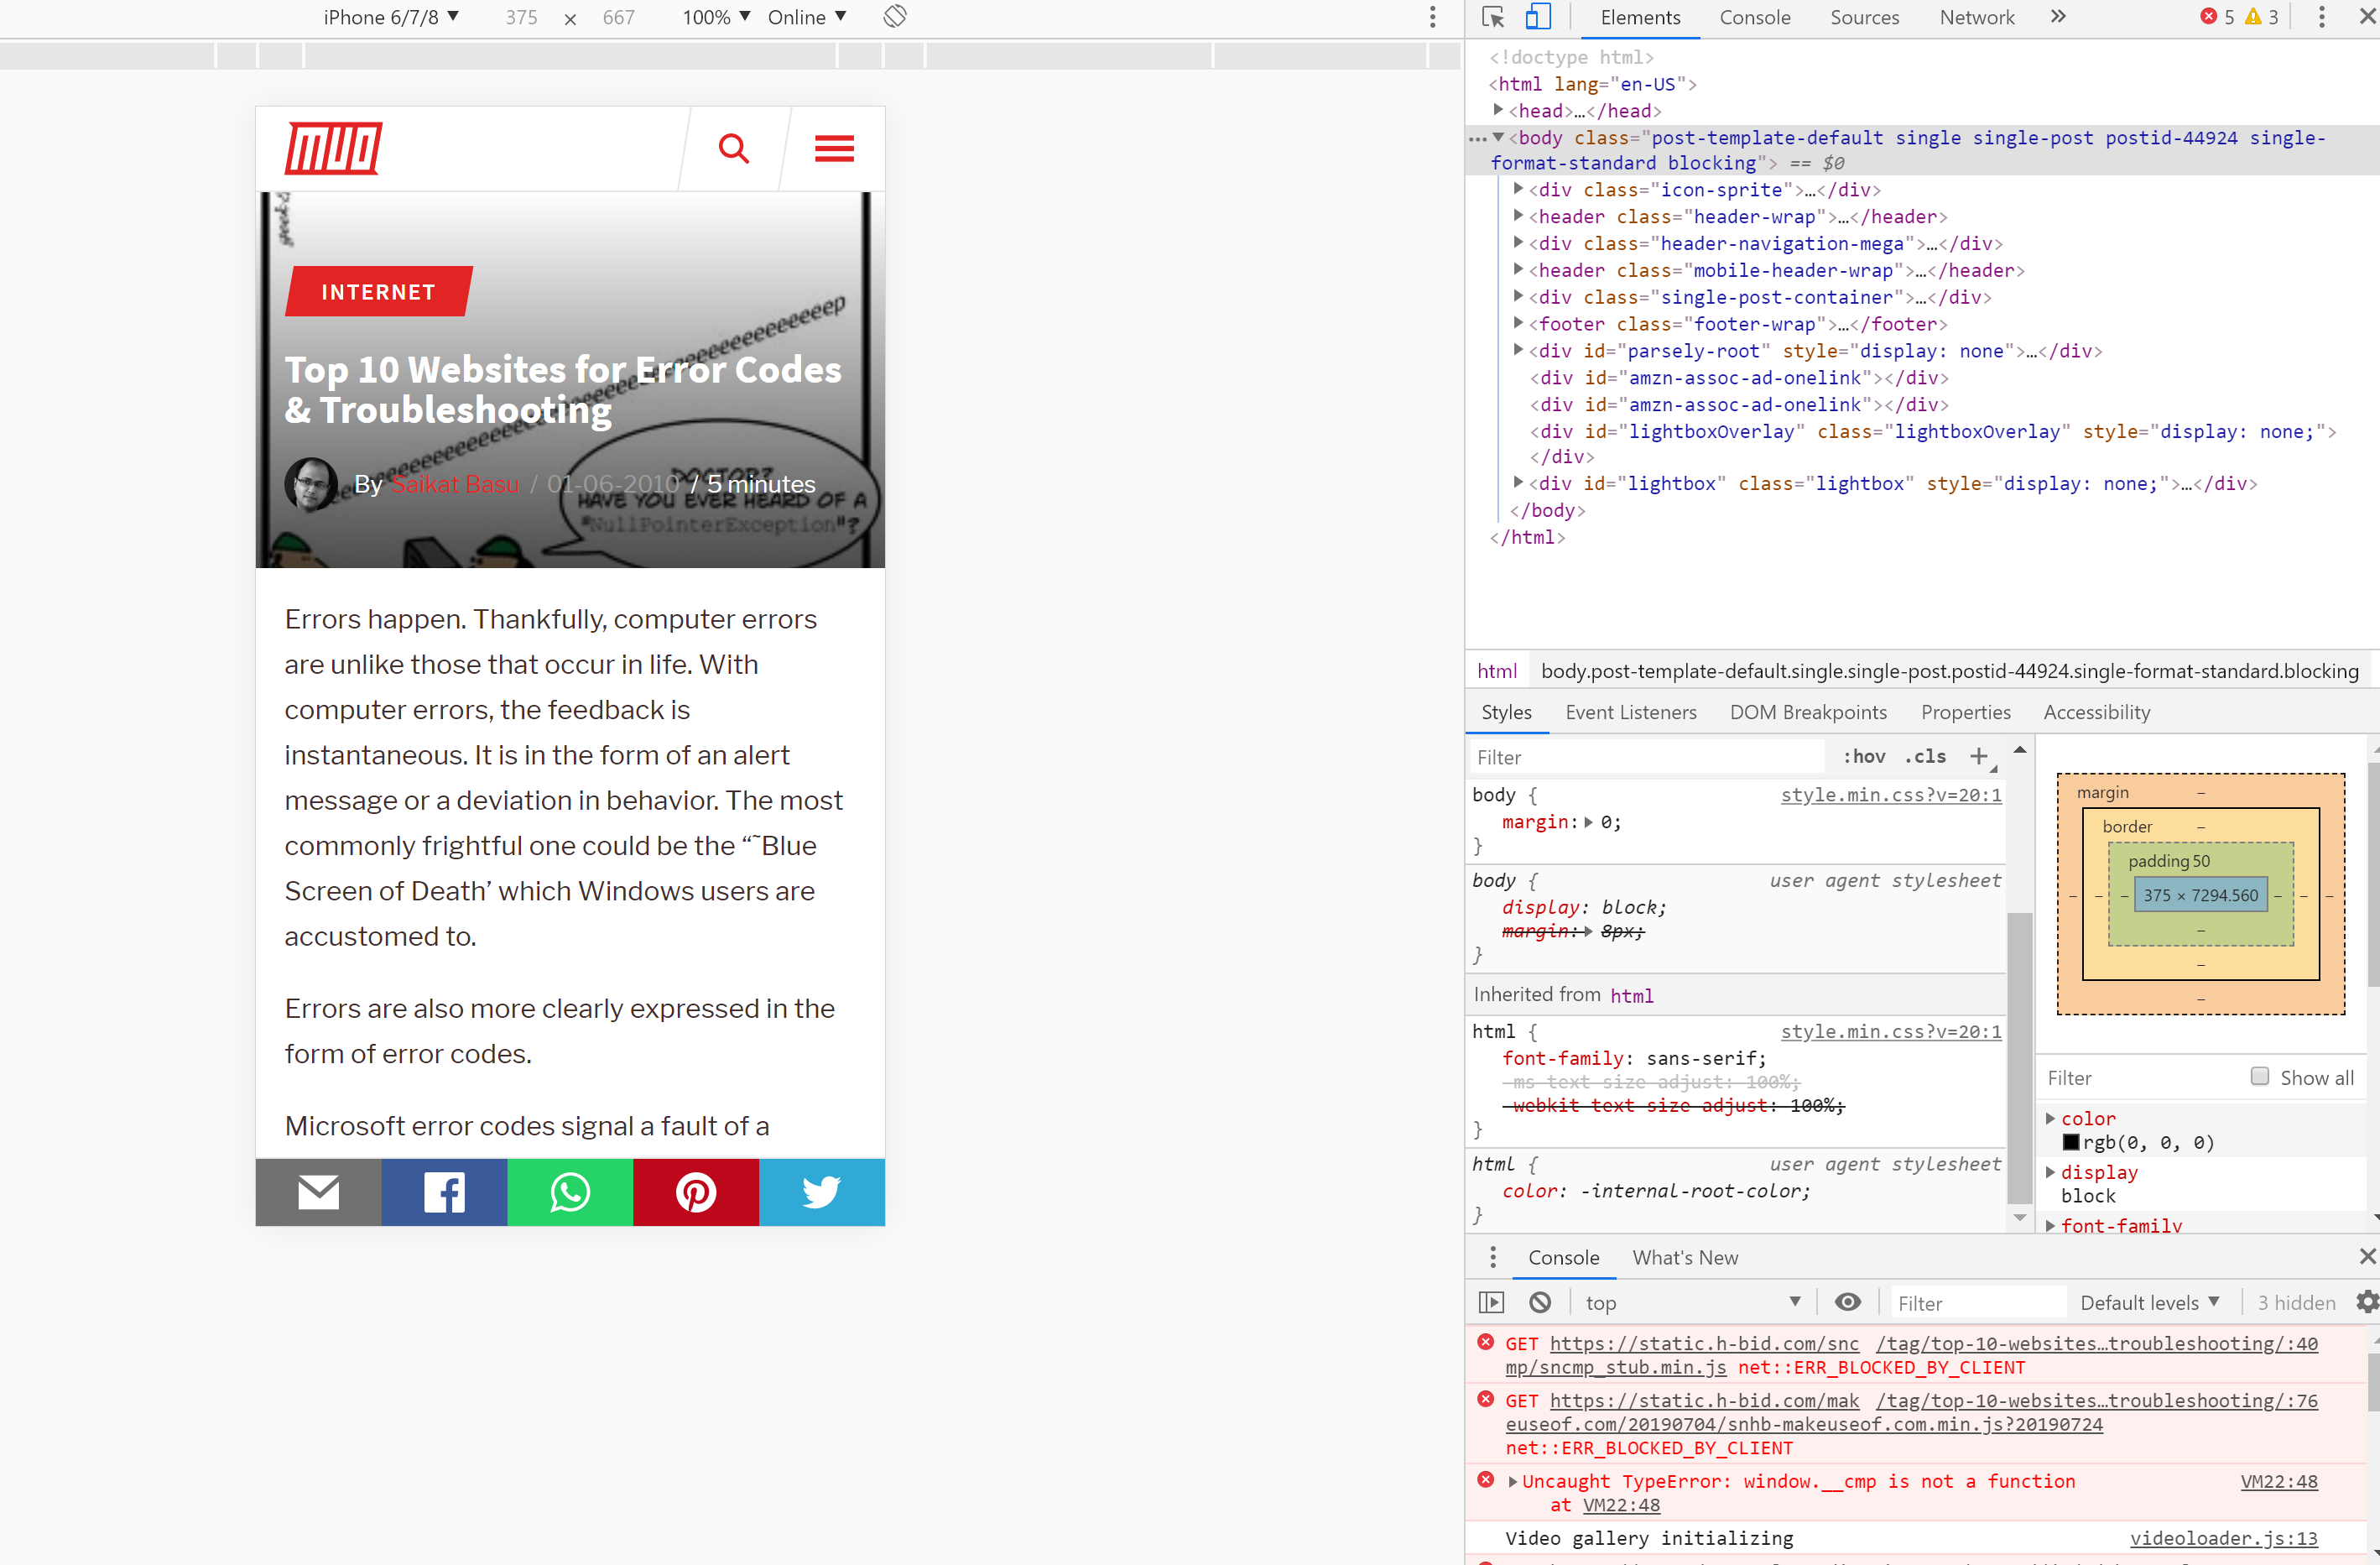 iPhone 6/7/8 ▼ 375 × 667 100% ▼ Online ▼
MUO
INTERNET
Top 10 Websites for Error Codes
& Troubleshooting
By Saikat Basu / 01-06-2010 / 5 minutes
eeeeeeeeeeeeeeeeeeeeeep
DOCTOR?
HAVE YOU EVER HEARD OF A
"NullPointerException"?
Errors happen. Thankfully, computer errors
are unlike those that occur in life. With
computer errors, the feedback is
instantaneous. It is in the form of an alert
message or a deviation in behavior. The most
commonly frightful one could be the “˜Blue
Screen of Death’ which Windows users are
accustomed to.
Errors are also more clearly expressed in the
form of error codes.
Microsoft error codes signal a fault of a
Elements Console Sources Network » 5 3
<!doctype html>
<html lang="en-US">
<head>…</head>
<body class="post-template-default single single-post postid-44924 single-
format-standard blocking"> == $0
<div class="icon-sprite">…</div>
<header class="header-wrap">…</header>
<div class="header-navigation-mega">…</div>
<header class="mobile-header-wrap">…</header>
<div class="single-post-container">…</div>
<footer class="footer-wrap">…</footer>
<div id="parsely-root" style="display: none">…</div>
<div id="amzn-assoc-ad-onelink"></div>
<div id="amzn-assoc-ad-onelink"></div>
<div id="lightboxOverlay" class="lightboxOverlay" style="display: none;">
</div>
<div id="lightbox" class="lightbox" style="display: none;">…</div>
</body>
</html>
html body.post-template-default.single.single-post.postid-44924.single-format-standard.blocking
Styles Event Listeners DOM Breakpoints Properties Accessibility
Filter :hov .cls +
body { style.min.css?v=20:1
margin: 0;
}
body { user agent stylesheet
display: block;
margin: 8px;
}
Inherited from html
html { style.min.css?v=20:1
font-family: sans-serif;
-ms-text-size-adjust: 100%;
-webkit-text-size-adjust: 100%;
}
html { user agent stylesheet
color: -internal-root-color;
}
margin –
border –
padding 50
– – – 375 × 7294.560 – – –
–
–
–
Filter Show all
color
rgb(0, 0, 0)
display
block
font-family
Console What's New
top ▼ Filter Default levels ▼ 3 hidden
GET https://static.h-bid.com/snc /tag/top-10-websites…troubleshooting/:40
mp/sncmp_stub.min.js net::ERR_BLOCKED_BY_CLIENT
GET https://static.h-bid.com/mak /tag/top-10-websites…troubleshooting/:76
euseof.com/20190704/snhb-makeuseof.com.min.js?20190724
net::ERR_BLOCKED_BY_CLIENT
Uncaught TypeError: window.__cmp is not a function VM22:48
at VM22:48
Video gallery initializing videoloader.js:13